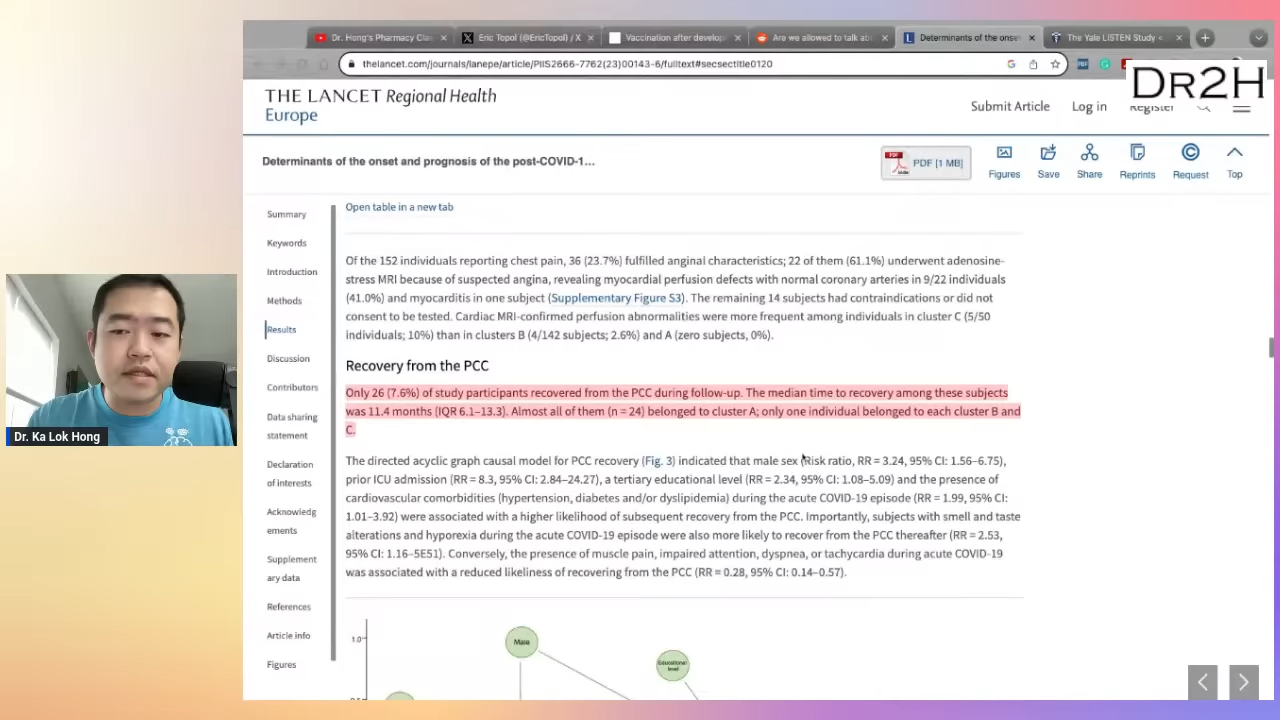 Dr. Hong's Pharmacy Cla
Eric Topol (@EricTopol) / X
Vaccination after develop
Are we allowed to talk ab
Determinants of the onse
The Yale LISTEN Study <
thelancet.com/journals/lanepe/article/PIIS2666-7762(23)00143-6/fulltext#secsectitle0120
DR2H
THE LANCET Regional Health
Europe
Submit Article
Log in
Register
Determinants of the onset and prognosis of the post-COVID-1...
PDF [1 MB]
Figures
Save
Share
Reprints
Request
Top
Summary
Keywords
Introduction
Methods
Results
Discussion
Contributors
Data sharing
statement
Declaration
of interests
Acknowledg
ements
Supplement
ary data
References
Article info
Figures
Open table in a new tab
Of the 152 individuals reporting chest pain, 36 (23.7%) fulfilled anginal characteristics; 22 of them (61.1%) underwent adenosine-
stress MRI because of suspected angina, revealing myocardial perfusion defects with normal coronary arteries in 9/22 individuals
(41.0%) and myocarditis in one subject (Supplementary Figure S3). The remaining 14 subjects had contraindications or did not
consent to be tested. Cardiac MRI-confirmed perfusion abnormalities were more frequent among individuals in cluster C (5/50
individuals; 10%) than in clusters B (4/142 subjects; 2.6%) and A (zero subjects, 0%).
Recovery from the PCC
Only 26 (7.6%) of study participants recovered from the PCC during follow-up. The median time to recovery among these subjects
was 11.4 months (IQR 6.1–13.3). Almost all of them (n = 24) belonged to cluster A; only one individual belonged to each cluster B and
C.
The directed acyclic graph causal model for PCC recovery (Fig. 3) indicated that male sex (Risk ratio, RR = 3.24, 95% CI: 1.56–6.75),
prior ICU admission (RR = 8.3, 95% CI: 2.84–24.27), a tertiary educational level (RR = 2.34, 95% CI: 1.08–5.09) and the presence of
cardiovascular comorbidities (hypertension, diabetes and/or dyslipidemia) during the acute COVID-19 episode (RR = 1.99, 95% CI:
1.01–3.92) were associated with a higher likelihood of subsequent recovery from the PCC. Importantly, subjects with smell and taste
alterations and hyporexia during the acute COVID-19 episode were also more likely to recover from the PCC thereafter (RR = 2.53,
95% CI: 1.16–5E51). Conversely, the presence of muscle pain, impaired attention, dyspnea, or tachycardia during acute COVID-19
was associated with a reduced likeliness of recovering from the PCC (RR = 0.28, 95% CI: 0.14–0.57).
1.0
Male
Educational
level
Dr. Ka Lok Hong